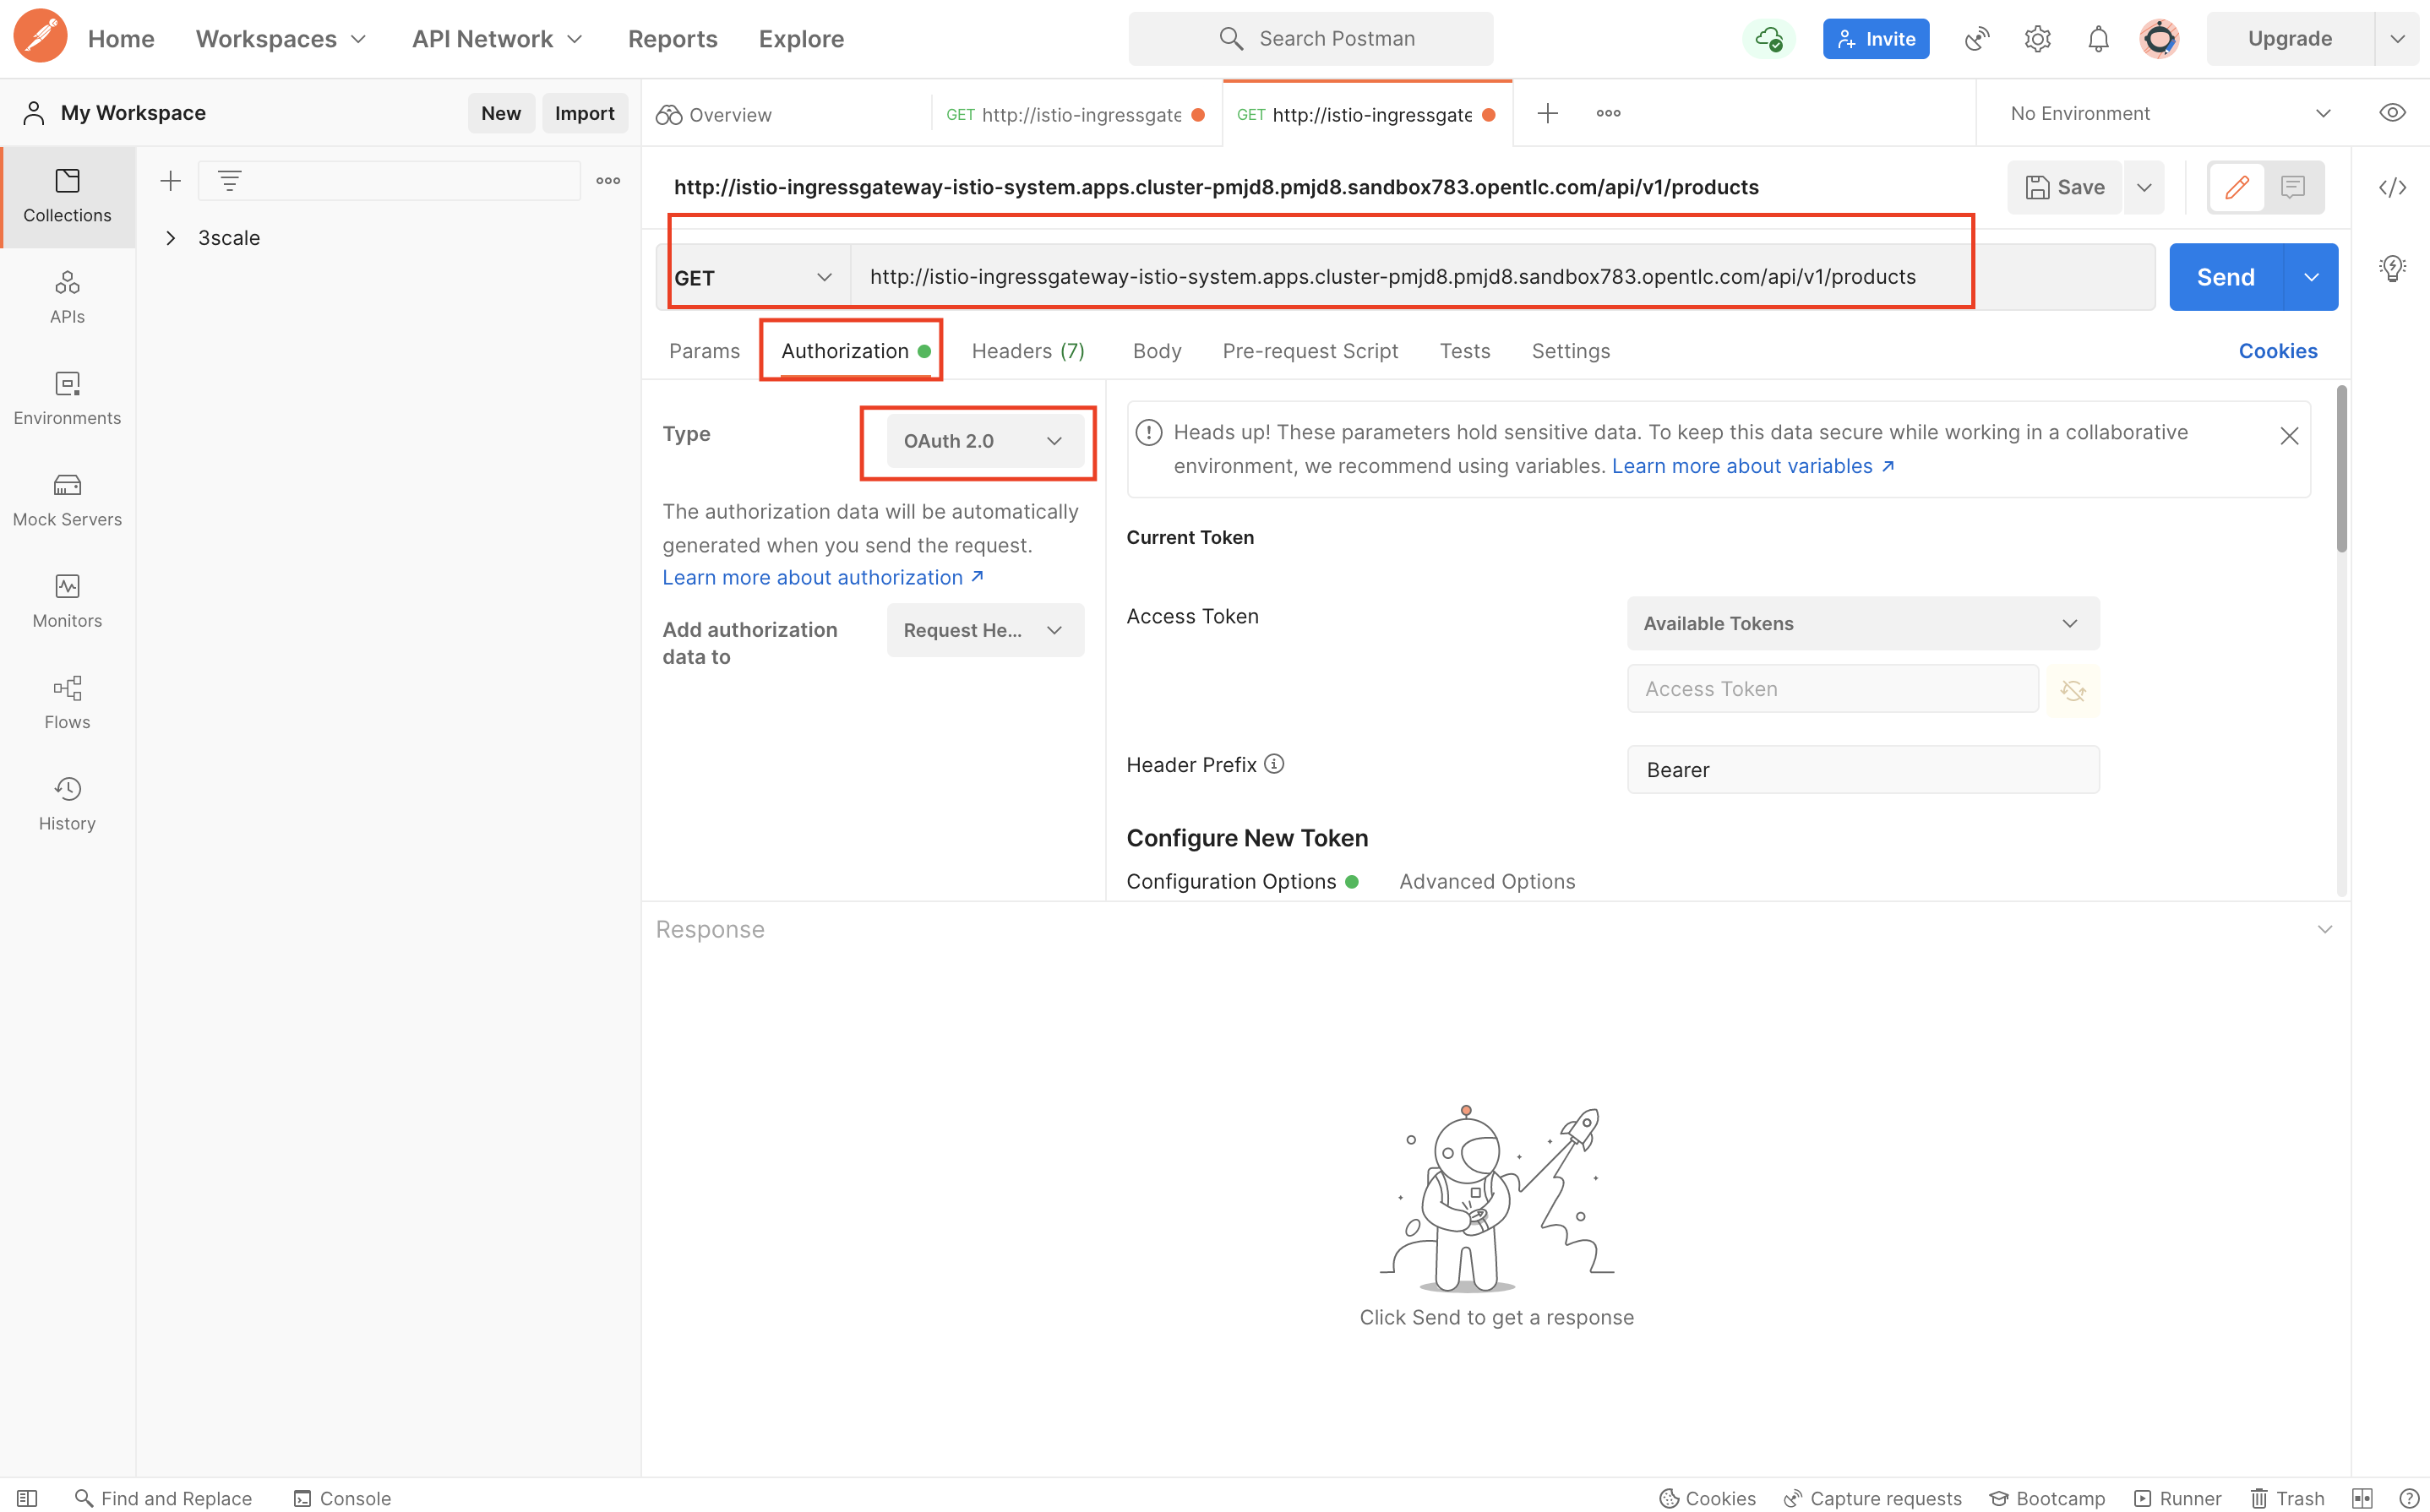 Home
Workspaces
API Network
Reports
Explore
Search Postman
Invite
Upgrade
My Workspace
New
Import
Overview
GET http://istio-ingressgate
GET http://istio-ingressgate
No Environment
Collections
APIs
Environments
Mock Servers
Monitors
Flows
History
3scale
http://istio-ingressgateway-istio-system.apps.cluster-pmjd8.pmjd8.sandbox783.opentlc.com/api/v1/products
Save
GET
http://istio-ingressgateway-istio-system.apps.cluster-pmjd8.pmjd8.sandbox783.opentlc.com/api/v1/products
Send
Params
Authorization
Headers (7)
Body
Pre-request Script
Tests
Settings
Cookies
Type
OAuth 2.0
The authorization data will be automatically
generated when you send the request.
Learn more about authorization ↗
Add authorization
data to
Request He...
Heads up! These parameters hold sensitive data. To keep this data secure while working in a collaborative
environment, we recommend using variables. Learn more about variables ↗
Current Token
Access Token
Available Tokens
Access Token
Header Prefix
Bearer
Configure New Token
Configuration Options
Advanced Options
Response
Click Send to get a response
Find and Replace
Console
Cookies
Capture requests
Bootcamp
Runner
Trash